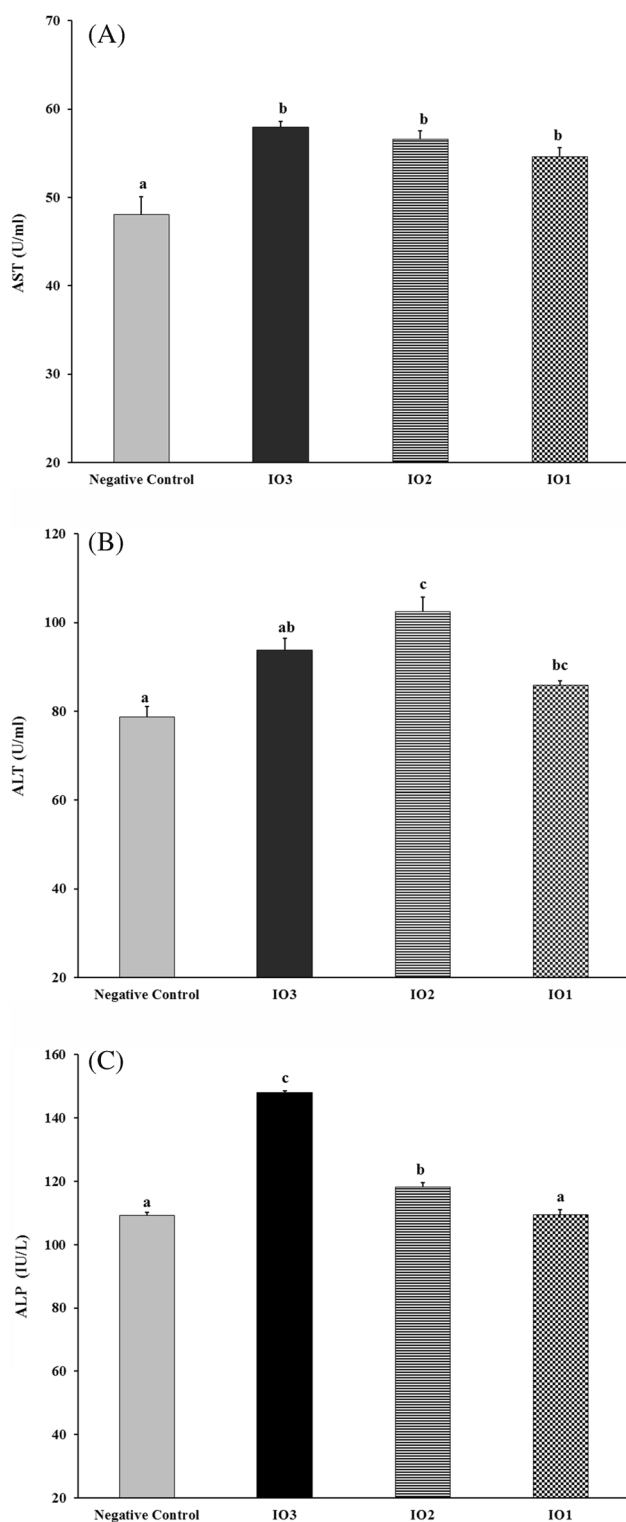 (A)
70
60
50
40
30
20
AST (U/ml)
a
b
b
b
Negative Control IO3 IO2 IO1
(B)
120
100
80
60
40
20
ALT (U/ml)
a
ab
c
bc
Negative Control IO3 IO2 IO1
(C)
160
140
120
100
80
60
40
20
ALP (IU/L)
a
c
b
a
Negative Control IO3 IO2 IO1